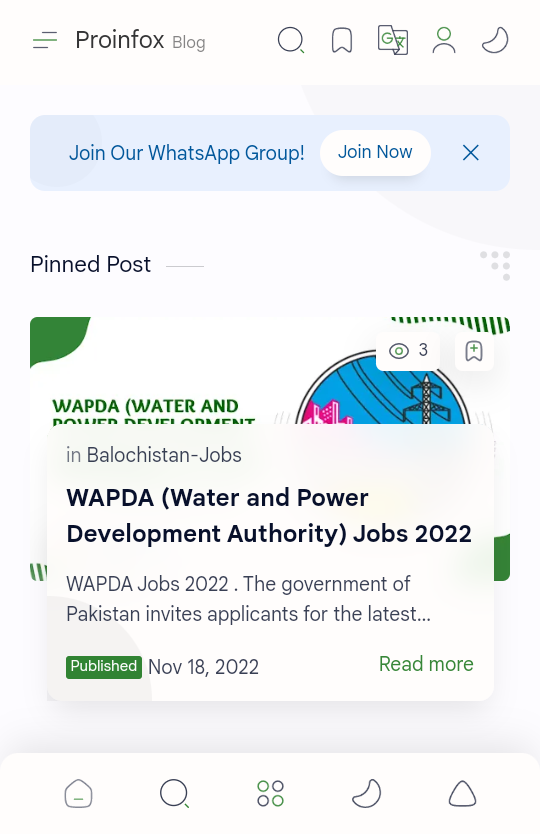 Proinfox Blog
Join Our WhatsApp Group!
Join Now
Pinned Post
3
WAPDA (WATER AND
POWER DEVELOPMENT
in Balochistan-Jobs
WAPDA (Water and Power
Development Authority) Jobs 2022
WAPDA Jobs 2022 . The government of
Pakistan invites applicants for the latest...
Published Nov 18, 2022
Read more